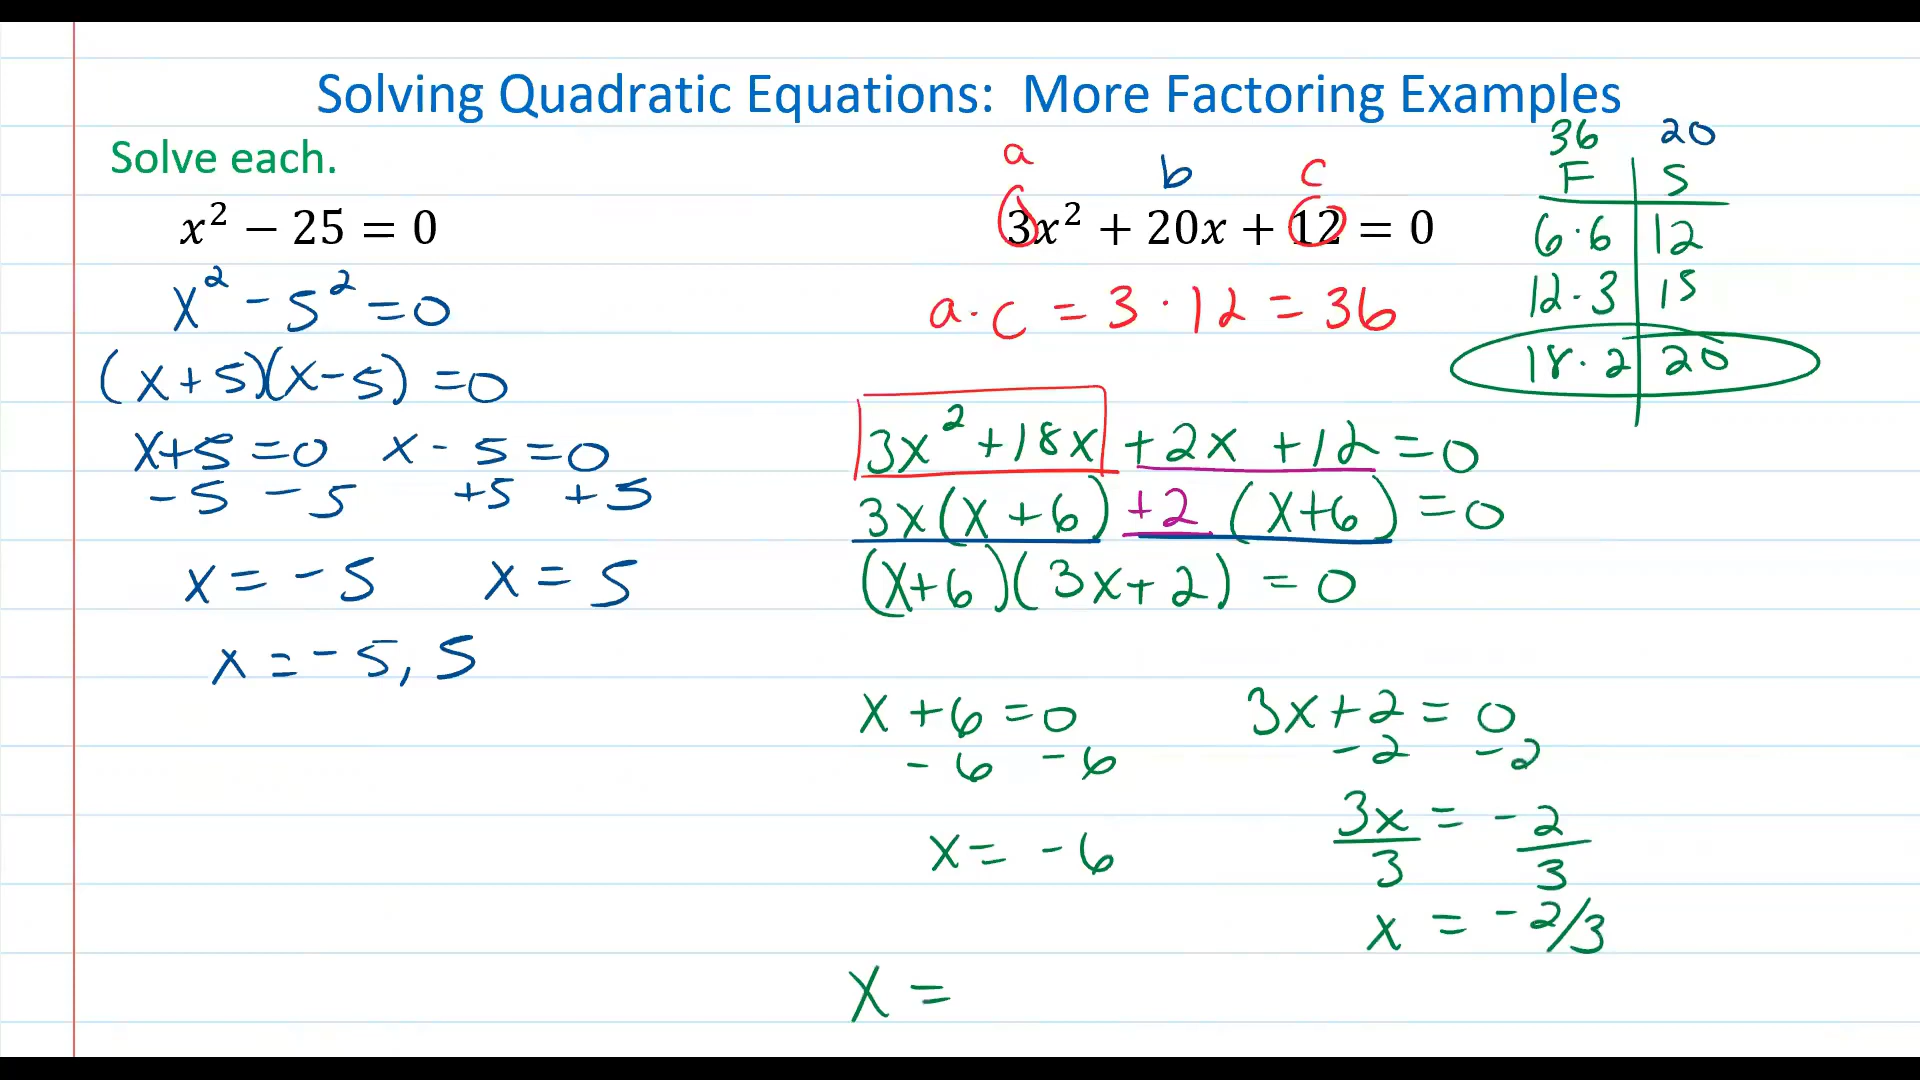 Solving Quadratic Equations: More Factoring Examples
Solve each.
x² − 25 = 0
x² - 5² = 0
(x+5)(x-5) = 0
x+5 = 0 x - 5 = 0
-5 -5 +5 +5
x = -5 x = 5
x = -5, 5
a b c
3x² + 20x + 12 = 0
a · c = 3 · 12 = 36
36 20
F S
6 · 6 12
12 · 3 15
18 · 2 20
3x² + 18x + 2x + 12 = 0
3x(x + 6) +2 (x+6) = 0
(x+6)(3x+2) = 0
x + 6 = 0 3x + 2 = 0
- 6 - 6 - 2 - 2
3x = -2
3 3
x = -6
x = -2/3
x =